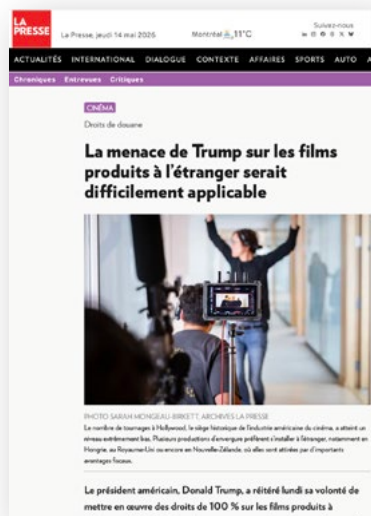 LA
PRESSE
La Presse, jeudi 14 mai 2026
Montréal 11°C
Suivez-nous
ACTUALITÉS INTERNATIONAL DIALOGUE CONTEXTE AFFAIRES SPORTS AUTO
Chroniques Entrevues Critiques
CINÉMA
Droits de douane
La menace de Trump sur les films
produits à l'étranger serait
difficilement applicable
PHOTO SARAH MONGEAU-BIRKETT, ARCHIVES LA PRESSE
Le nombre de tournages à Hollywood, le siège historique de l'industrie américaine du cinéma, a atteint un
niveau extrêmement bas. Plusieurs productions d'envergure préfèrent s'installer à l'étranger, notamment en
Hongrie, au Royaume-Uni ou encore en Nouvelle-Zélande, où elles sont attirées par d'importants
avantages fiscaux.
Le président américain, Donald Trump, a réitéré lundi sa volonté de
mettre en œuvre des droits de 100 % sur les films produits à